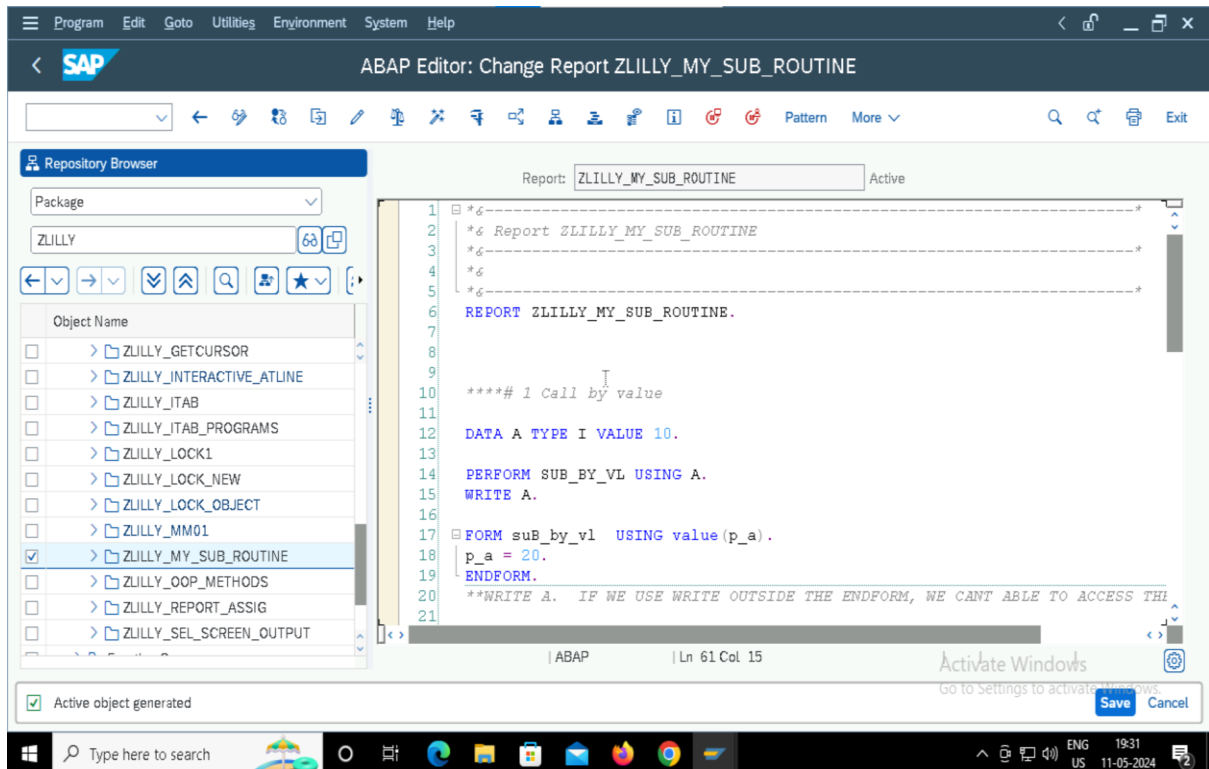 Program Edit Goto Utilities Environment System Help
SAP
ABAP Editor: Change Report ZLILLY_MY_SUB_ROUTINE
Pattern More Exit
Repository Browser
Package
ZLILLY
Object Name
ZLILLY_GETCURSOR
ZLILLY_INTERACTIVE_ATLINE
ZLILLY_ITAB
ZLILLY_ITAB_PROGRAMS
ZLILLY_LOCK1
ZLILLY_LOCK_NEW
ZLILLY_LOCK_OBJECT
ZLILLY_MM01
ZLILLY_MY_SUB_ROUTINE
ZLILLY_OOP_METHODS
ZLILLY_REPORT_ASSIG
ZLILLY_SEL_SCREEN_OUTPUT
Report: ZLILLY_MY_SUB_ROUTINE Active
1 *&---------------------------------------------------------------------*
2 *& Report ZLILLY_MY_SUB_ROUTINE
3 *&---------------------------------------------------------------------*
4 *&
5 *&---------------------------------------------------------------------*
6 REPORT ZLILLY_MY_SUB_ROUTINE.
7
8
9
10 ****# 1 Call by value
11
12 DATA A TYPE I VALUE 10.
13
14 PERFORM SUB_BY_VL USING A.
15 WRITE A.
16
17 FORM suB_by_vl USING value(p_a).
18 p_a = 20.
19 ENDFORM.
20 **WRITE A. IF WE USE WRITE OUTSIDE THE ENDFORM, WE CANT ABLE TO ACCESS
21
ABAP Ln 61 Col 15
Activate Windows
Go to Settings to activate Windows.
Active object generated
Save Cancel
Type here to search
ENG 19:31
US 11-05-2024
2